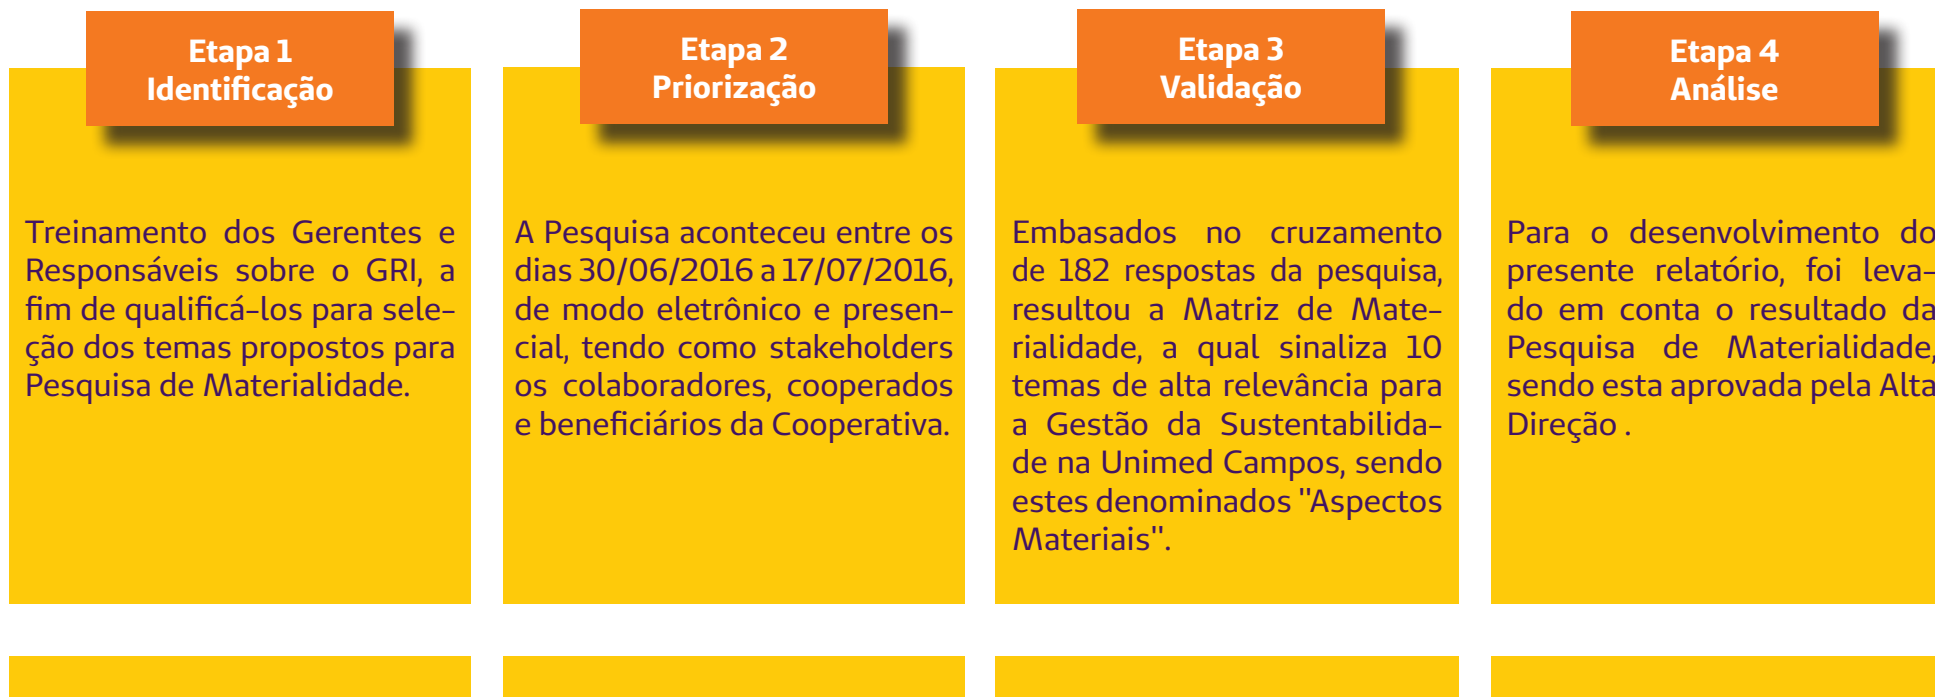 Etapa 1
Identificação
Treinamento dos Gerentes e
Responsáveis sobre o GRI, a
fim de qualificá-los para sele-
ção dos temas propostos para
Pesquisa de Materialidade.
Etapa 2
Priorização
A Pesquisa aconteceu entre os
dias 30/06/2016 a 17/07/2016,
de modo eletrônico e presen-
cial, tendo como stakeholders
os colaboradores, cooperados
e beneficiários da Cooperativa.
Etapa 3
Validação
Embasados no cruzamento
de 182 respostas da pesquisa,
resultou a Matriz de Mate-
rialidade, a qual sinaliza 10
temas de alta relevância para
a Gestão da Sustentabilida-
de na Unimed Campos, sendo
estes denominados "Aspectos
Materiais".
Etapa 4
Análise
Para o desenvolvimento do
presente relatório, foi leva-
do em conta o resultado da
Pesquisa de Materialidade,
sendo esta aprovada pela Alta
Direção .